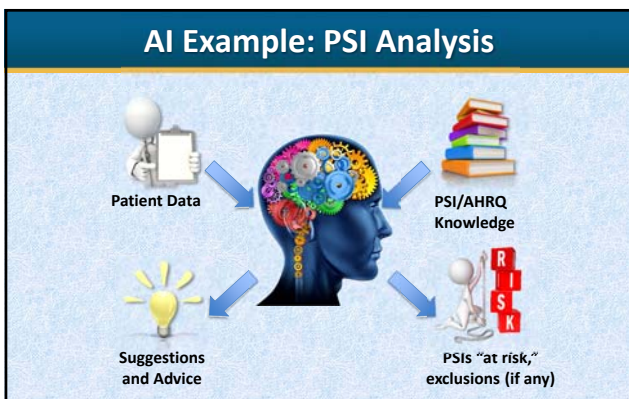 AI Example: PSI Analysis
Patient Data
PSI/AHRQ
Knowledge
R
I
S
K
Suggestions
and Advice
PSIs "at risk,"
exclusions (if any)